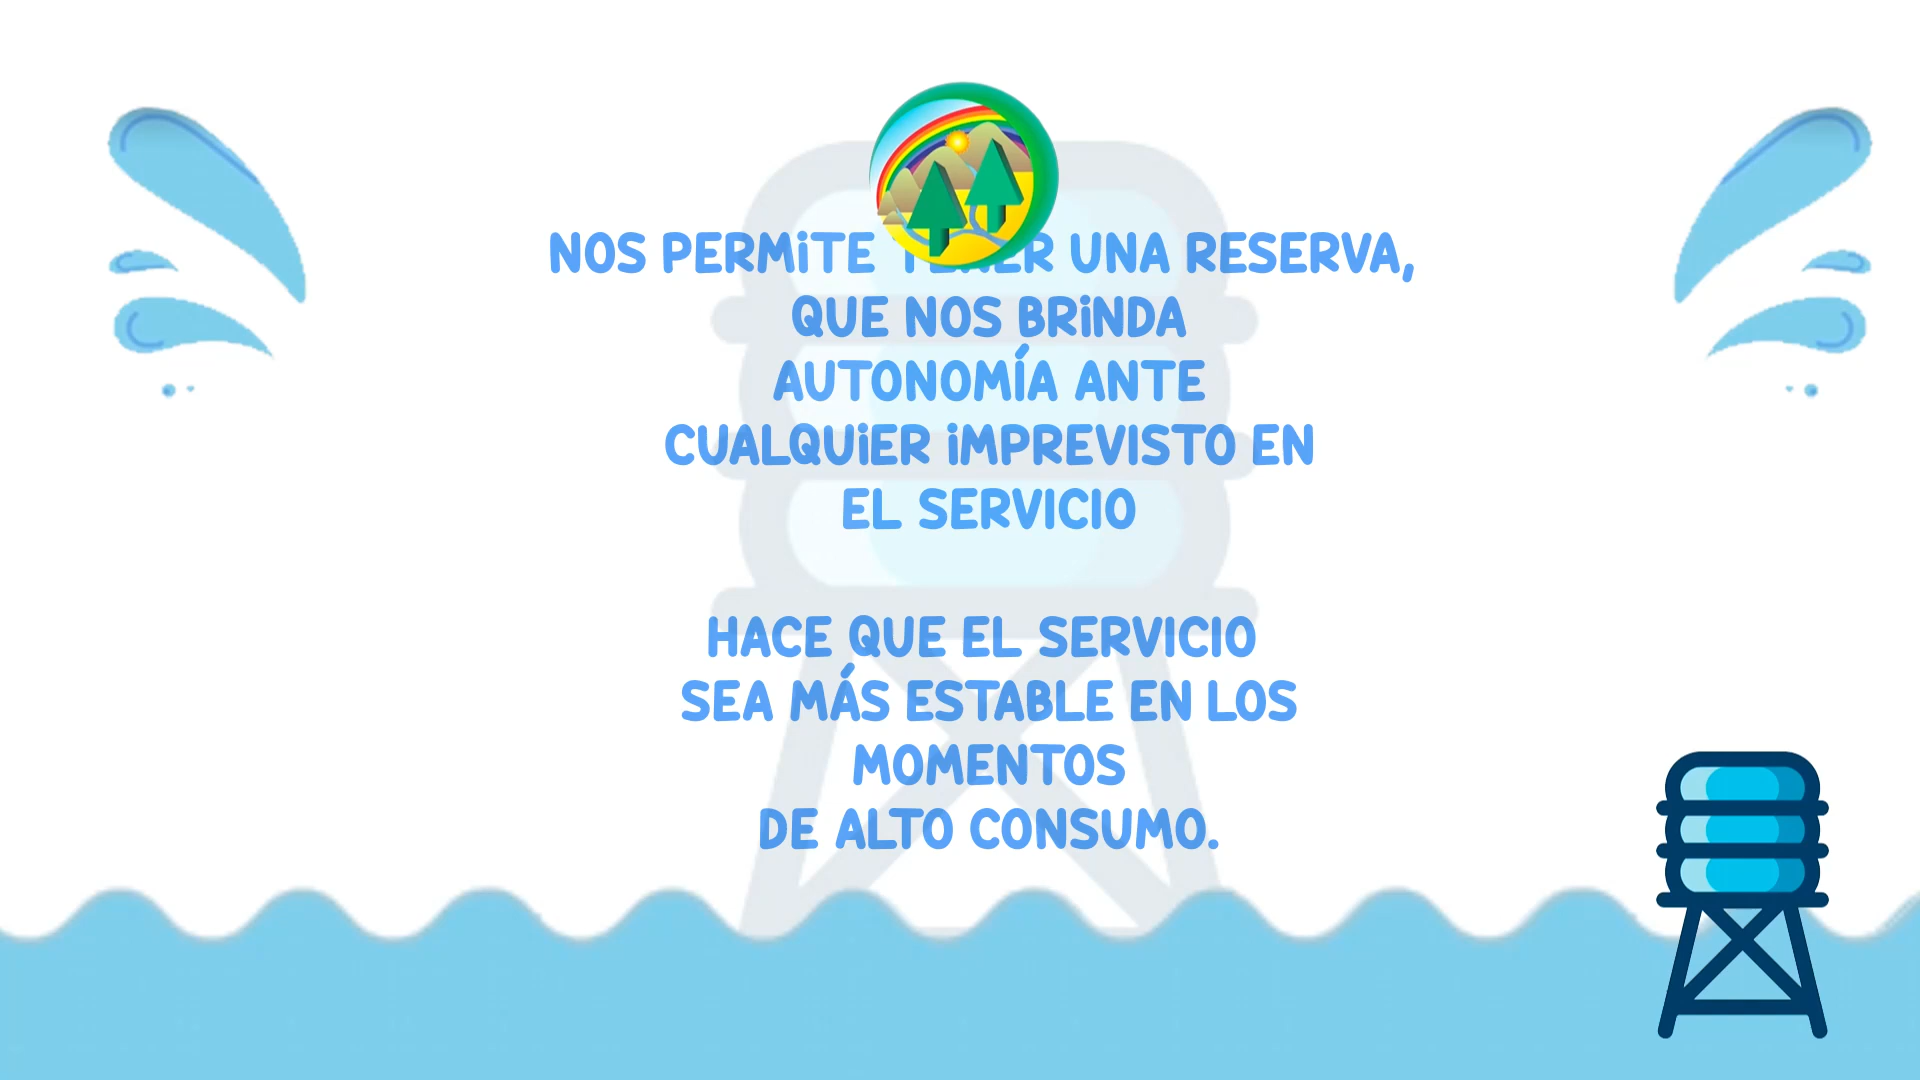 NOS PERMiTE TENER UNA RESERVA,
QUE NOS BRiNDA
AUTONOMÍA ANTE
CUALQUiER iMPREVISTO EN
EL SERVICIO
HACE QUE EL SERVICIO
SEA MÁS ESTABLE EN LOS
MOMENTOS
DE ALTO CONSUMO.